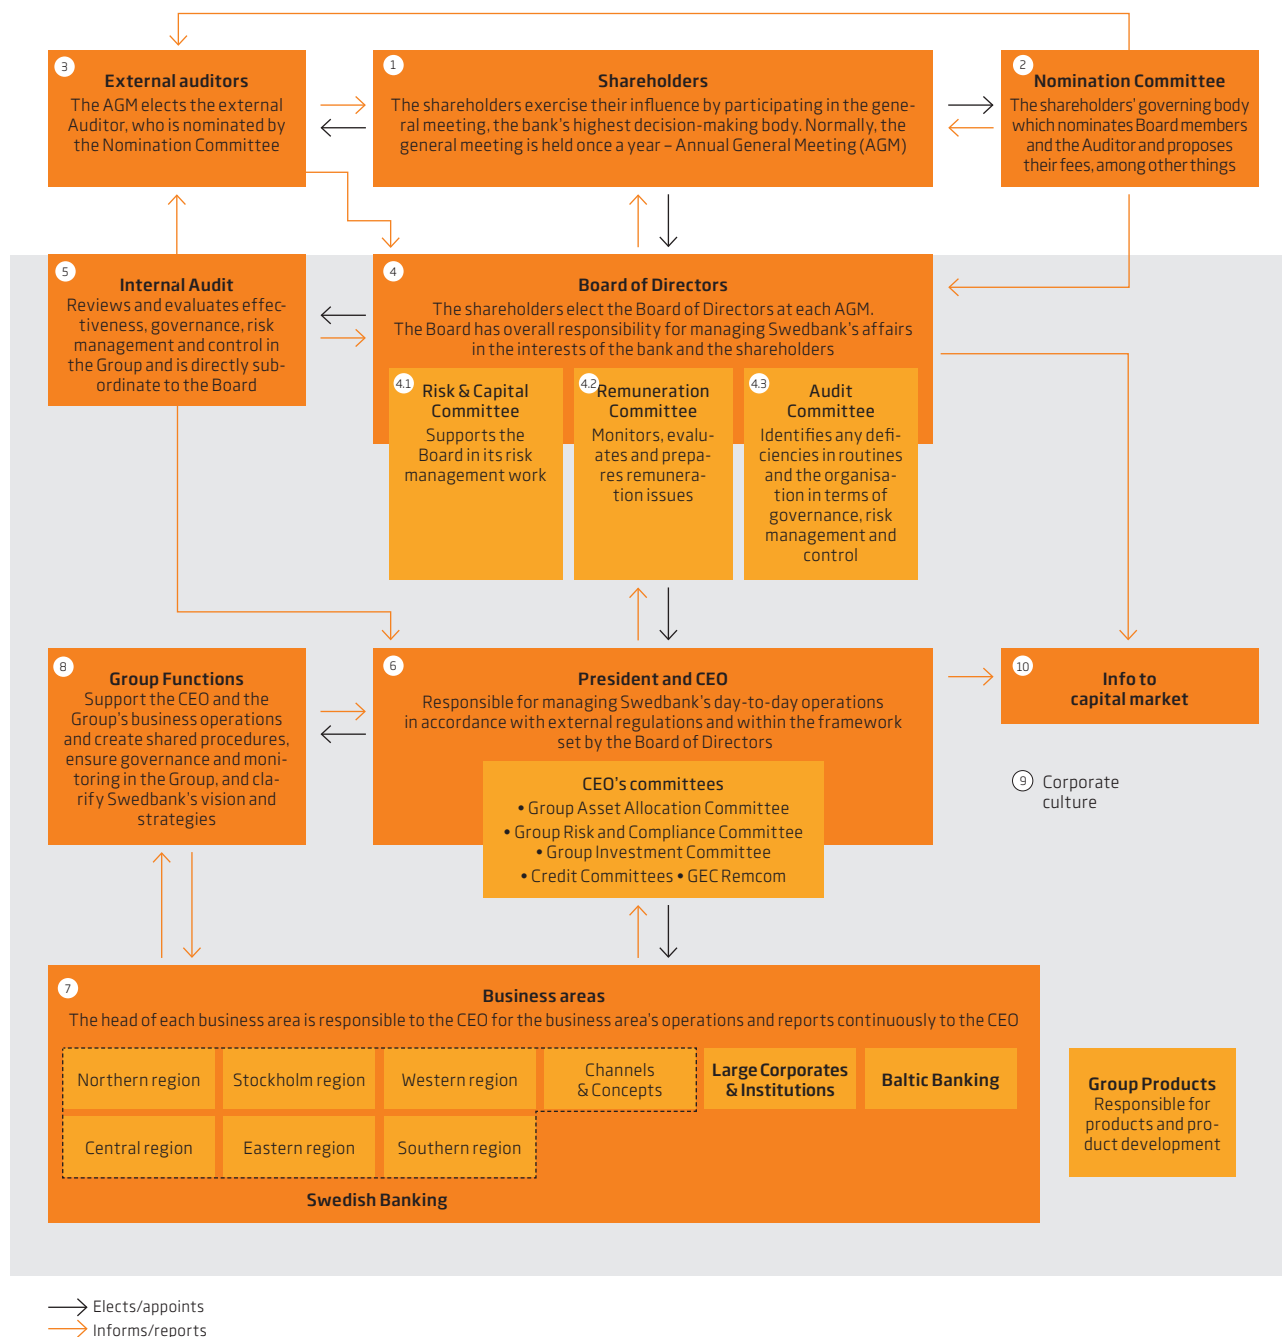 3
External auditors
The AGM elects the external
Auditor, who is nominated by
the Nomination Committee
1
Shareholders
The shareholders exercise their influence by participating in the gene-
ral meeting, the bank's highest decision-making body. Normally, the
general meeting is held once a year – Annual General Meeting (AGM)
2
Nomination Committee
The shareholders' governing body
which nominates Board members
and the Auditor and proposes
their fees, among other things
5
Internal Audit
Reviews and evaluates effec-
tiveness, governance, risk
management and control in
the Group and is directly sub-
ordinate to the Board
4
Board of Directors
The shareholders elect the Board of Directors at each AGM.
The Board has overall responsibility for managing Swedbank's affairs
in the interests of the bank and the shareholders
4.1
Risk & Capital
Committee
Supports the
Board in its risk
management work
4.2
Remuneration
Committee
Monitors, evalu-
ates and prepa-
res remunera-
tion issues
4.3
Audit
Committee
Identifies any defi-
ciencies in routines
and the organisa-
tion in terms of
governance, risk
management and
control
8
Group Functions
Support the CEO and the
Group's business operations
and create shared procedures,
ensure governance and moni-
toring in the Group, and cla-
rify Swedbank's vision and
strategies
6
President and CEO
Responsible for managing Swedbank's day-to-day operations
in accordance with external regulations and within the framework
set by the Board of Directors
CEO's committees
• Group Asset Allocation Committee
• Group Risk and Compliance Committee
• Group Investment Committee
• Credit Committees • GEC Remcom
10
Info to
capital market
9 Corporate
culture
7
Business areas
The head of each business area is responsible to the CEO for the business area's operations and reports continuously to the CEO
Northern region
Stockholm region
Western region
Channels
& Concepts
Large Corporates
& Institutions
Baltic Banking
Central region
Eastern region
Southern region
Swedish Banking
Group Products
Responsible for
products and pro-
duct development
Elects/appoints
Informs/reports